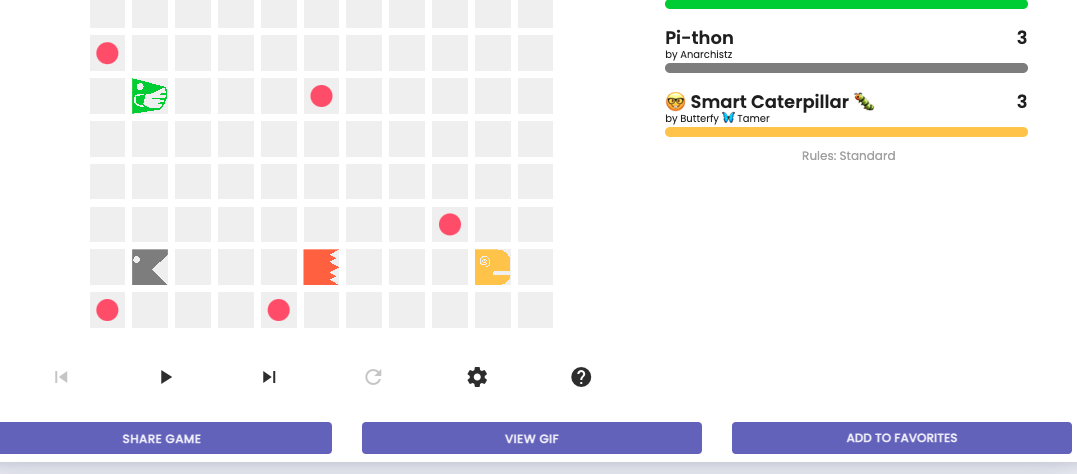 Pi-thon 3
by Anarchistz
🤓 Smart Caterpillar 🐛 3
by Butterfy 🦋 Tamer
Rules: Standard
SHARE GAME
VIEW GIF
ADD TO FAVORITES